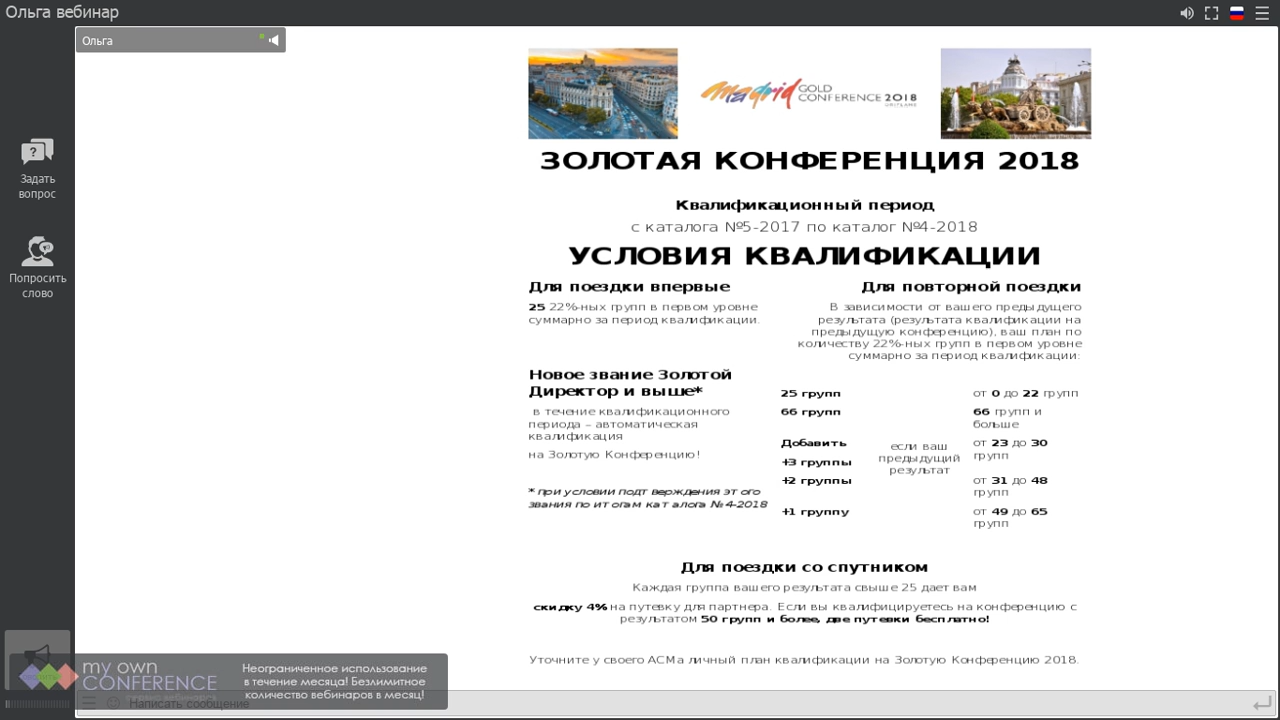 Ольга вебинар
Ольга
Задать
вопрос
Попросить
слово
madrid GOLD
CONFERENCE 2018
ORIFLAME
ЗОЛОТАЯ КОНФЕРЕНЦИЯ 2018
Квалификационный период
с каталога №5-2017 по каталог №4-2018
УСЛОВИЯ КВАЛИФИКАЦИИ
Для поездки впервые
25 22%-ных групп в первом уровне
суммарно за период квалификации.
Для повторной поездки
В зависимости от вашего предыдущего
результата (результата квалификации на
предыдущую конференцию), ваш план по
количеству 22%-ных групп в первом уровне
суммарно за период квалификации:
Новое звание Золотой
Директор и выше*
в течение квалификационного
периода – автоматическая
квалификация
на Золотую Конференцию!
* при условии подтверждения этого
звания по итогам каталога №4-2018
25 групп
66 групп
Добавить
+3 группы
+2 группы
+1 группу
если ваш
предыдущий
результат
от 0 до 22 групп
66 групп и
больше
от 23 до 30
групп
от 31 до 48
групп
от 49 до 65
групп
Для поездки со спутником
Каждая группа вашего результата свыше 25 дает вам
скидку 4% на путевку для партнера. Если вы квалифицируетесь на конференцию с
результатом 50 групп и более, две путевки бесплатно!
Уточните у своего АСМа личный план квалификации на Золотую Конференцию 2018.
my own
CONFERENCE
Неограниченное использование
в течение месяца! Безлимитное
количество вебинаров в месяц!
Написать сообщение